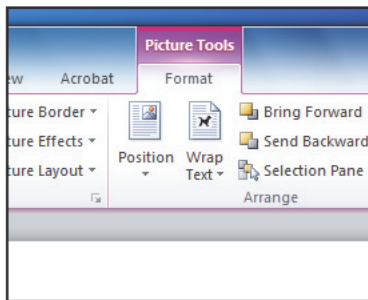 Picture Tools
ew Acrobat Format
ture Border
ture Effects
ture Layout
Position
Wrap
Text
Bring Forward
Send Backward
Selection Pane
Arrange